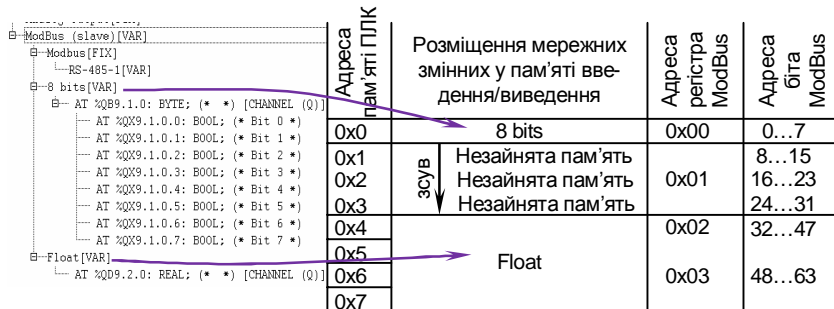 ModBus (slave)[VAR]
Modbus[FIX]
RS-485-1[VAR]
8 bits[VAR]
AT %QB9.1.0: BYTE; (* *) [CHANNEL (Q)]
AT %QX9.1.0.0: BOOL; (* Bit 0 *)
AT %QX9.1.0.1: BOOL; (* Bit 1 *)
AT %QX9.1.0.2: BOOL; (* Bit 2 *)
AT %QX9.1.0.3: BOOL; (* Bit 3 *)
AT %QX9.1.0.4: BOOL; (* Bit 4 *)
AT %QX9.1.0.5: BOOL; (* Bit 5 *)
AT %QX9.1.0.6: BOOL; (* Bit 6 *)
AT %QX9.1.0.7: BOOL; (* Bit 7 *)
Float[VAR]
AT %QD9.2.0: REAL; (* *) [CHANNEL (Q)]
Адреса
пам'яті ПЛК
Розміщення мережних
змінних у пам'яті вве-
дення/виведення
Адреса
регістра
ModBus
Адреса
біта
ModBus
0x0 8 bits 0x00 0…7
0x1 Незайнята пам'ять 8…15
0x2 Незайнята пам'ять 0x01 16…23
0x3 Незайнята пам'ять 24…31
зсув
0x4 0x02 32…47
0x5
Float
0x6 0x03 48…63
0x7